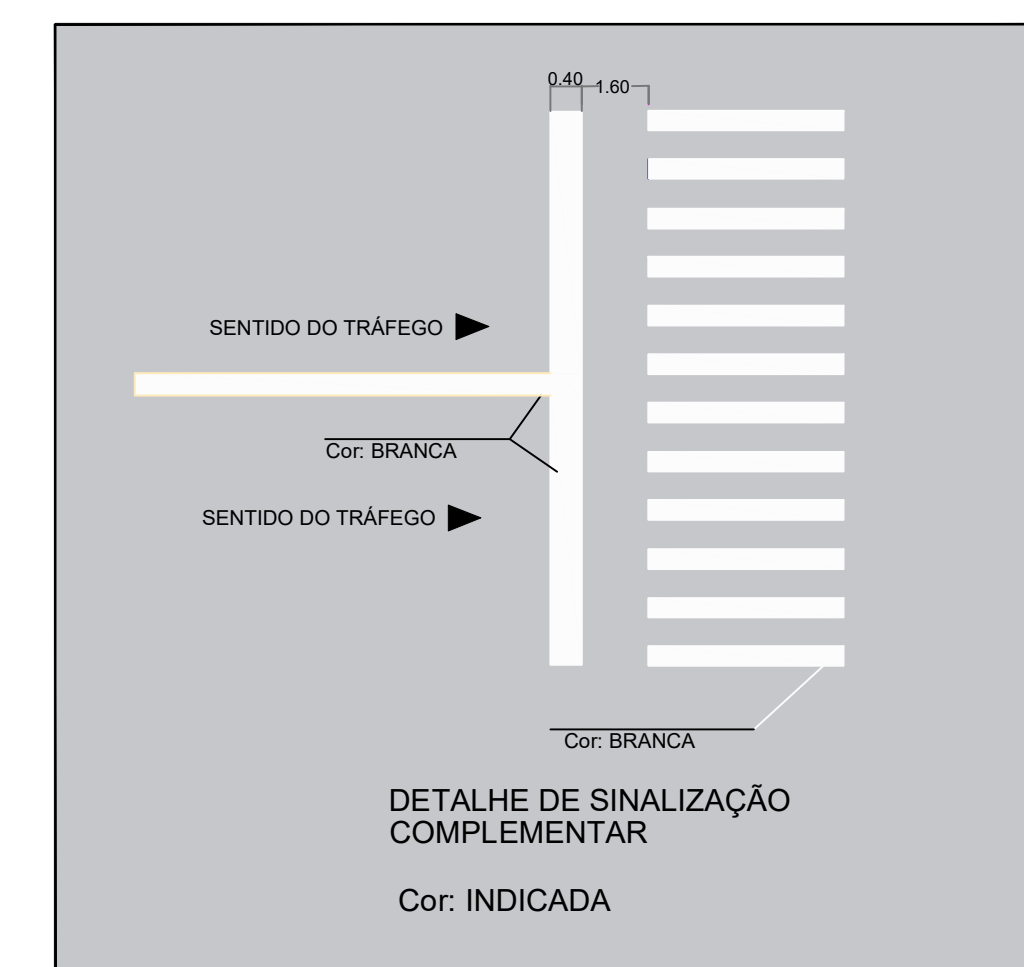 0.40
1.60
SENTIDO DO TRÁFEGO
Cor: BRANCA
SENTIDO DO TRÁFEGO
Cor: BRANCA
DETALHE DE SINALIZAÇÃO
COMPLEMENTAR
Cor: INDICADA